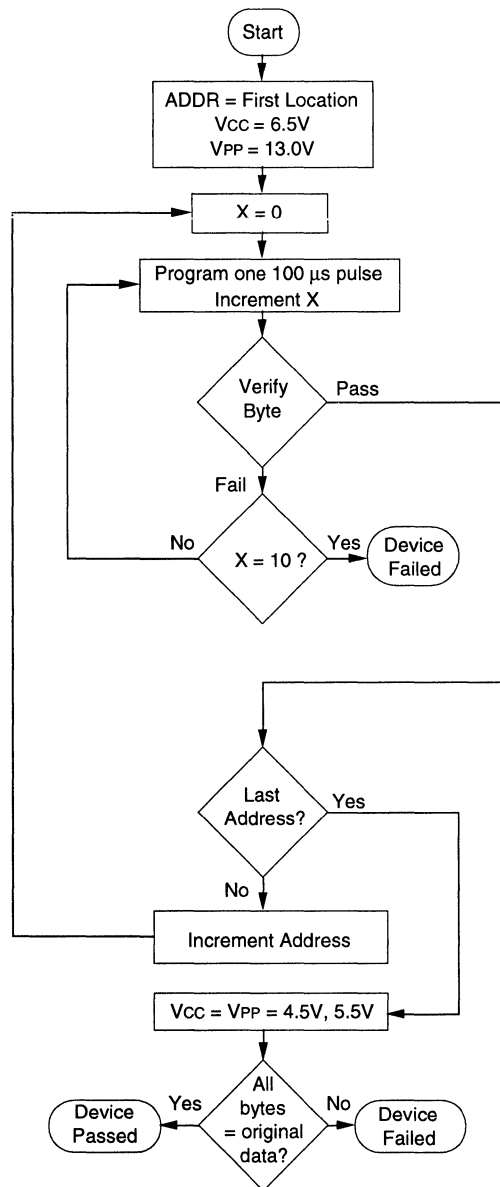 Start
ADDR = First Location
VCC = 6.5V
VPP = 13.0V
X = 0
Program one 100 µs pulse
Increment X
Verify
Byte
Pass
Fail
No
X = 10 ?
Yes
Device
Failed
Last
Address?
Yes
No
Increment Address
VCC = VPP = 4.5V, 5.5V
Device
Passed
Yes
All
bytes
= original
data?
No
Device
Failed